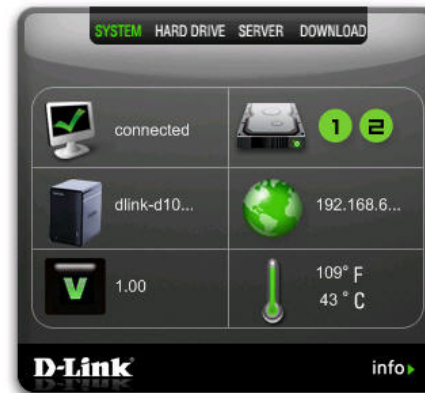 SYSTEM HARD DRIVE SERVER DOWNLOAD
connected
1 2
dlink-d10...
192.168.6...
V
1.00
109° F
43 ° C
D-Link
info